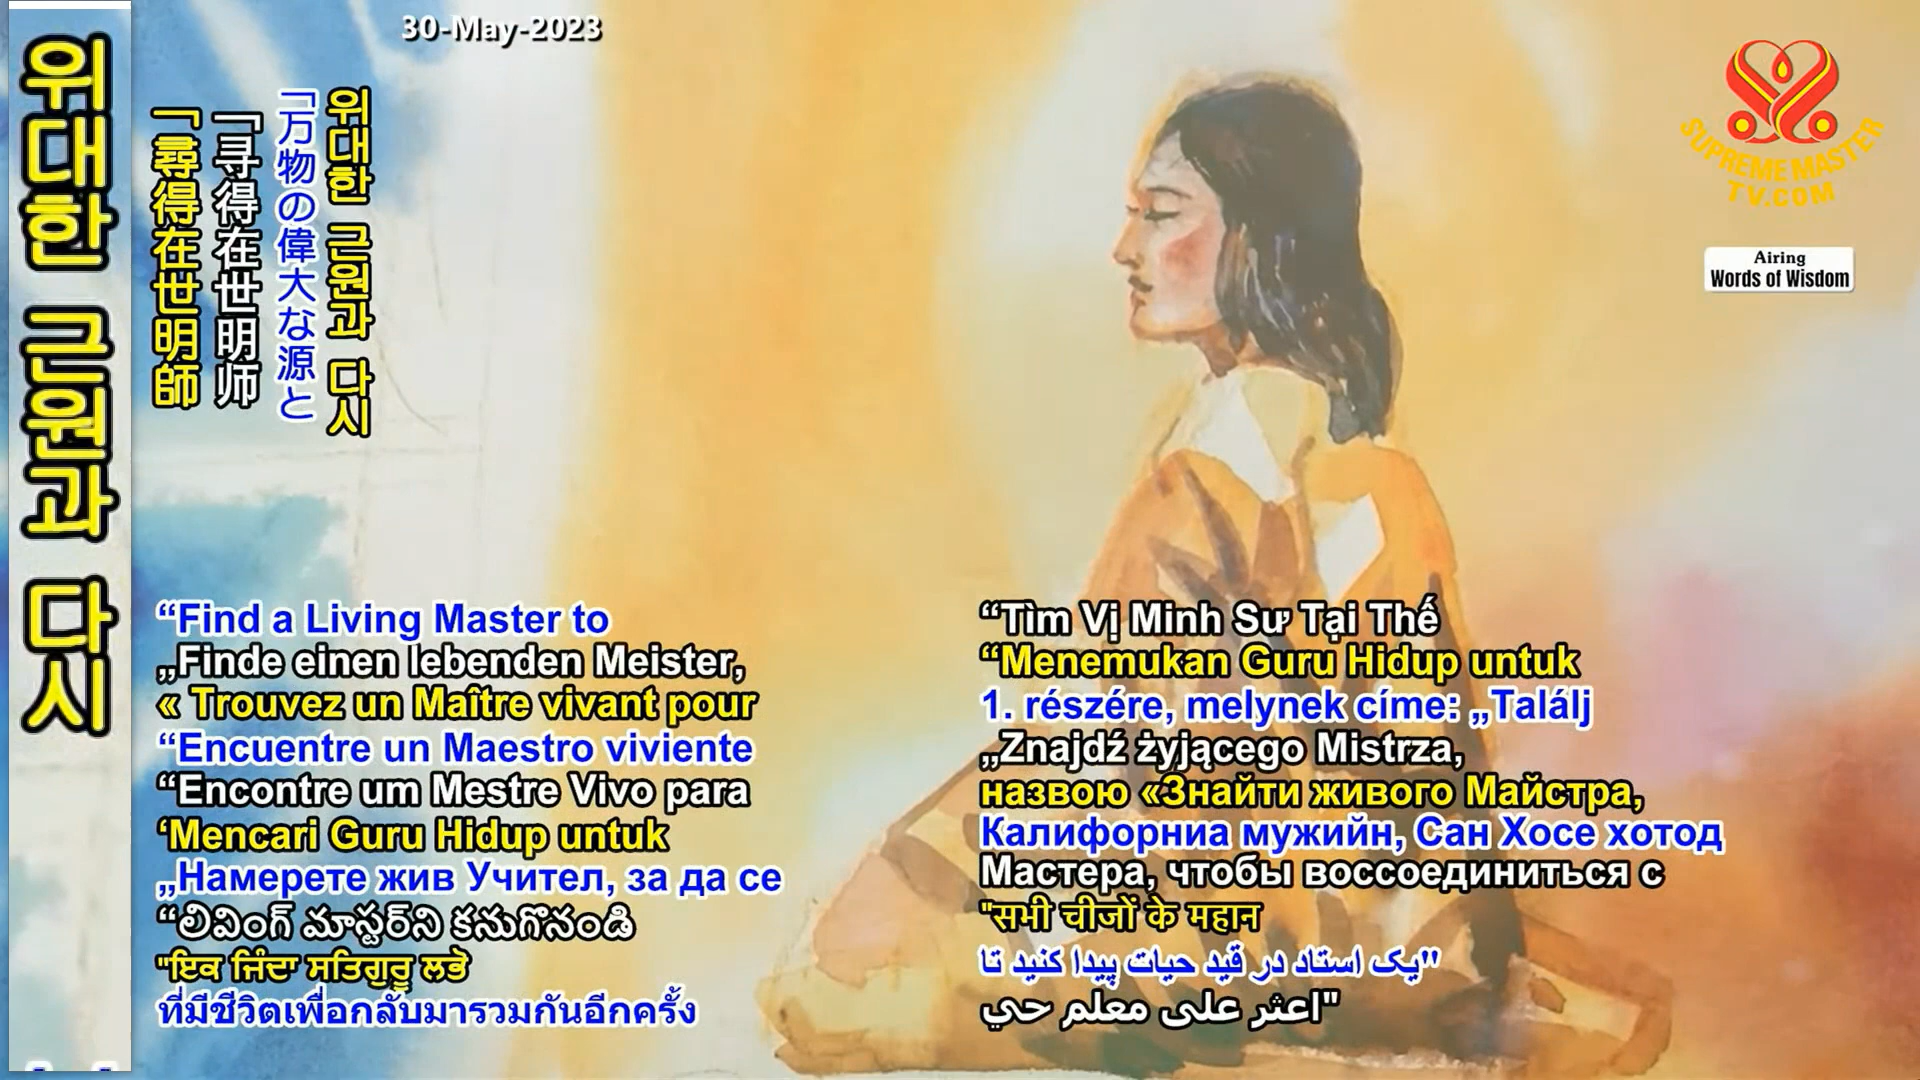 30-May-2023
위대한 근원과 다시
위대한 근원과 다시
「万物の偉大な源と
「寻得在世明师
「尋得在世明師
SUPREME MASTER
TV.COM
Airing
Words of Wisdom
“Find a Living Master to
„Finde einen lebenden Meister,
« Trouvez un Maître vivant pour
“Encuentre un Maestro viviente
“Encontre um Mestre Vivo para
‘Mencari Guru Hidup untuk
„Намерете жив Учител, за да се
“లివింగ్ మాస్టర్‌ని కనుగొనండి
"ਇਕ ਜਿੰਦਾ ਸਤਿਗੁਰੂ ਲਭੋ
ที่มีชีวิตเพื่อกลับมารวมกันอีกครั้ง
“Tìm Vị Minh Sư Tại Thế
“Menemukan Guru Hidup untuk
1. részére, melynek címe: „Találj
„Znajdź żyjącego Mistrza,
назвою «Знайти живого Майстра,
Калифорниа мужийн, Сан Хосе хотод
Мастера, чтобы воссоединиться с
"सभी चीजों के महान
"یک استاد در قید حیات پیدا کنید تا
"اعثر على معلم حي